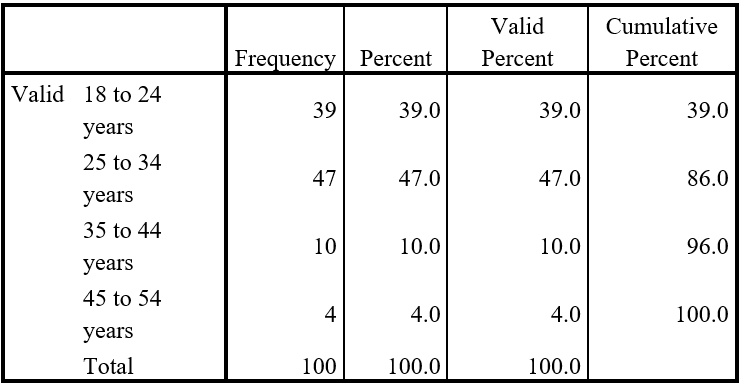 Valid Cumulative
Frequency Percent Percent Percent
Valid 18 to 24
years 39 39.0 39.0 39.0
25 to 34
years 47 47.0 47.0 86.0
35 to 44
years 10 10.0 10.0 96.0
45 to 54
years 4 4.0 4.0 100.0
Total 100 100.0 100.0